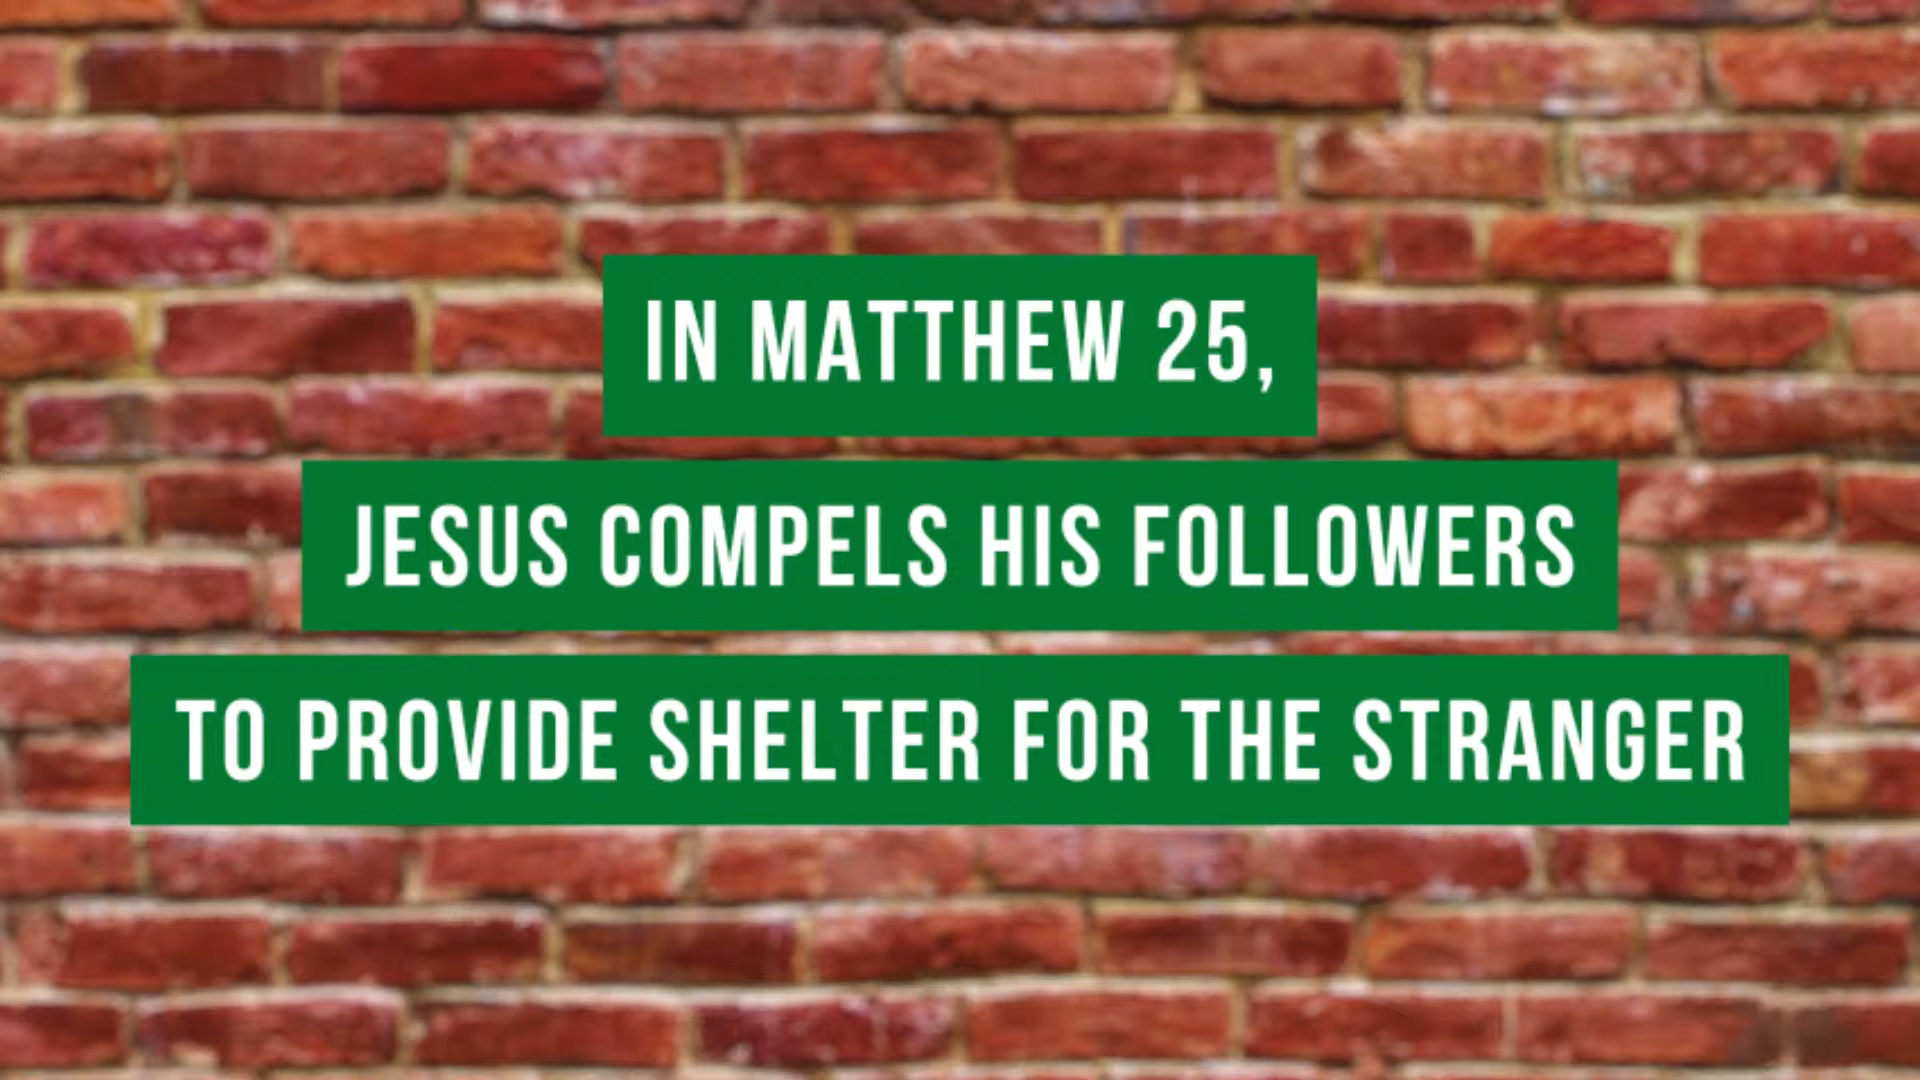 IN MATTHEW 25,
JESUS COMPELS HIS FOLLOWERS
TO PROVIDE SHELTER FOR THE STRANGER